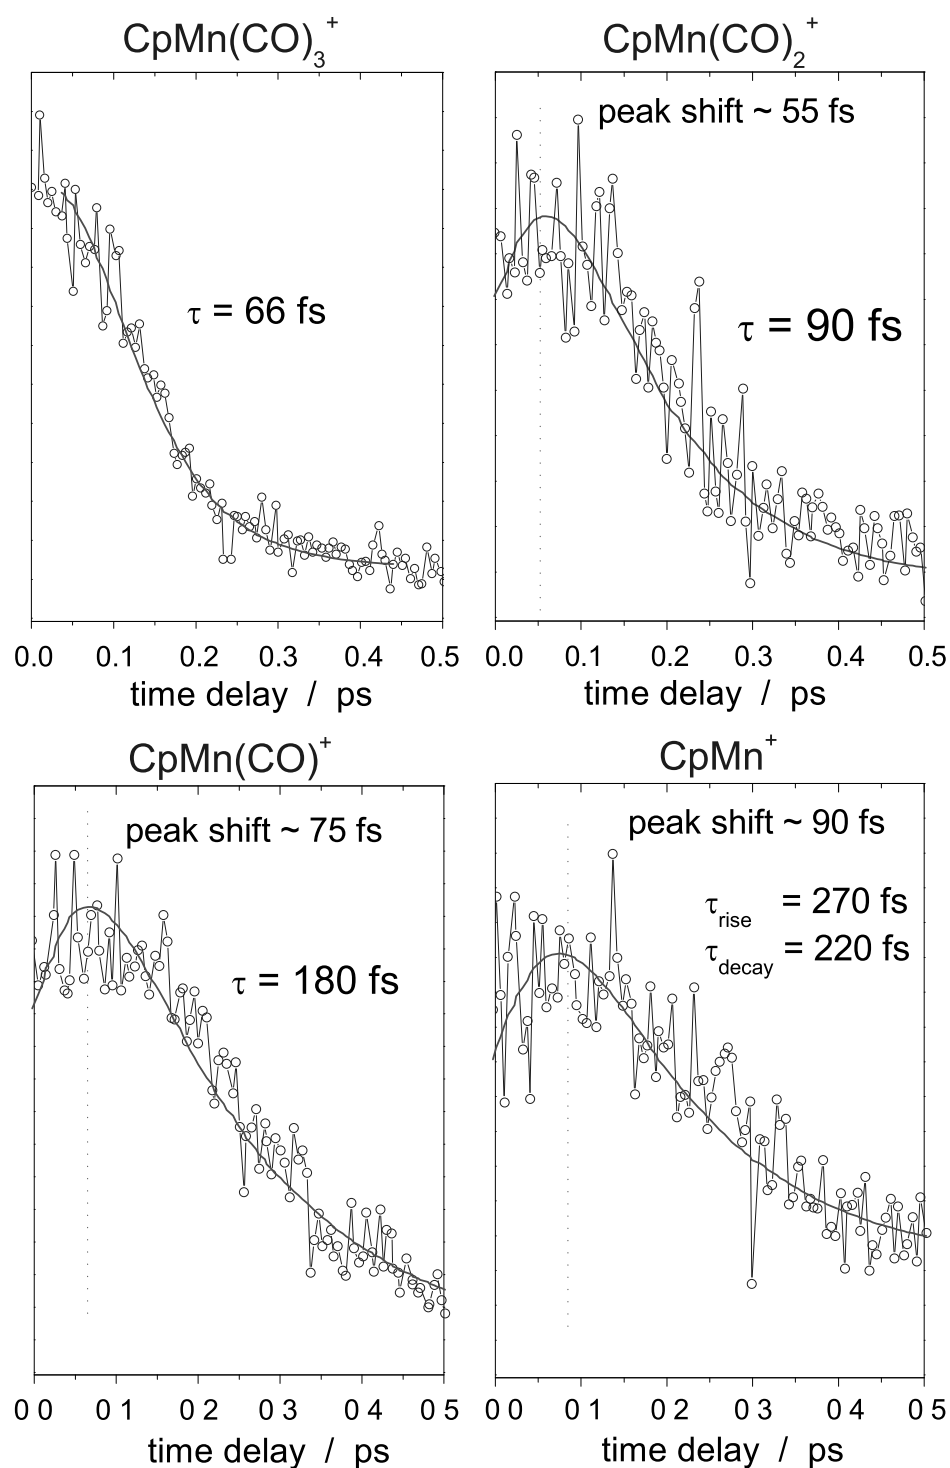 CpMn(CO)₃⁺
τ = 66 fs
0.0 0.1 0.2 0.3 0.4 0.5
time delay / ps
CpMn(CO)₂⁺
peak shift ~ 55 fs
τ = 90 fs
0.0 0.1 0.2 0.3 0.4 0.5
time delay / ps
CpMn(CO)⁺
peak shift ~ 75 fs
τ = 180 fs
0 0 0 1 0 2 0 3 0 4 0 5
time delay / ps
CpMn⁺
peak shift ~ 90 fs
τrise = 270 fs
τdecay = 220 fs
0 0 0 1 0 2 0 3 0 4 0 5
time delay / ps